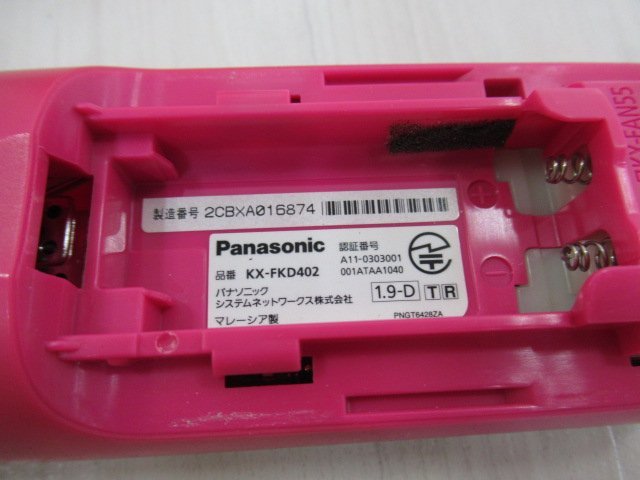 製造番号 2CBXA016874
Panasonic
認証番号
A11-0303001
001ATAA1040
品番 KX-FKD402
パナソニック
システムネットワークス株式会社
1.9-D T R
マレーシア製
PNGT6428ZA
KX-FAN55